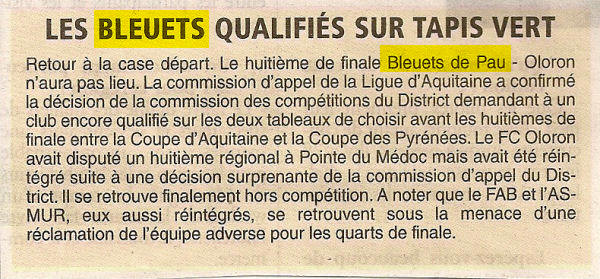 LES BLEUETS QUALIFIÉS SUR TAPIS VERT
Retour à la case départ. Le huitième de finale Bleuets de Pau - Oloron
n'aura pas lieu. La commission d'appel de la Ligue d'Aquitaine a confirmé
la décision de la commission des compétitions du District demandant à un
club encore qualifié sur les deux tableaux de choisir avant les huitièmes de
finale entre la Coupe d'Aquitaine et la Coupe des Pyrénées. Le FC Oloron
avait disputé un huitième régional à Pointe du Médoc mais avait été réin-
tégré suite à une décision surprenante de la commission d'appel du Dis-
trict. Il se retrouve finalement hors compétition. A noter que le FAB et l'AS-
MUR, eux aussi réintégrés, se retrouvent sous la menace d'une
réclamation de l'équipe adverse pour les quarts de finale.